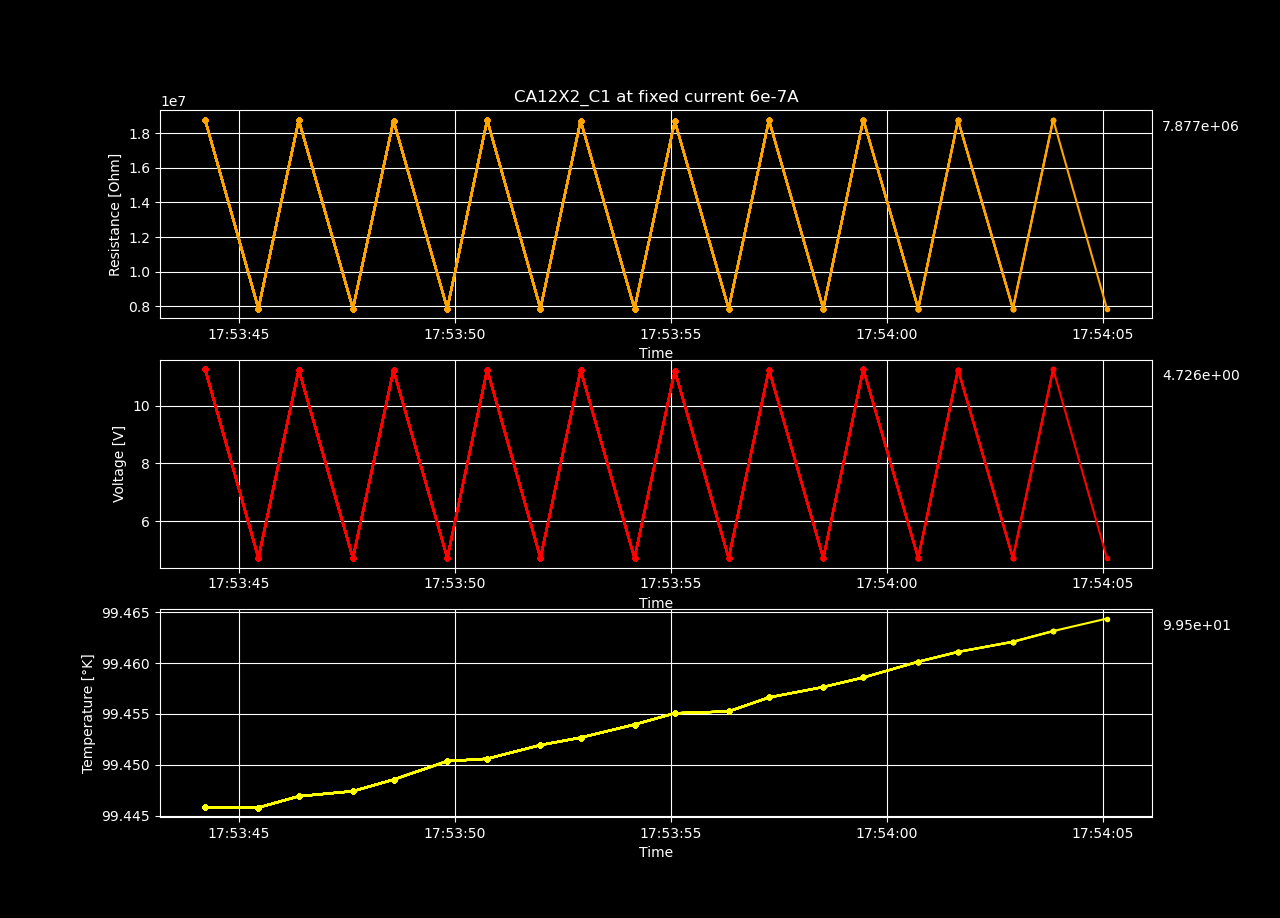 CA12X2_C1 at fixed current 6e-7A
1e7
7.877e+06
Resistance [Ohm]
1.8
1.6
1.4
1.2
1.0
0.8
17:53:45 17:53:50 17:53:55 17:54:00 17:54:05
Time
4.726e+00
Voltage [V]
10
8
6
17:53:45 17:53:50 17:53:55 17:54:00 17:54:05
Time
9.95e+01
Temperature [°K]
99.465
99.460
99.455
99.450
99.445
17:53:45 17:53:50 17:53:55 17:54:00 17:54:05
Time